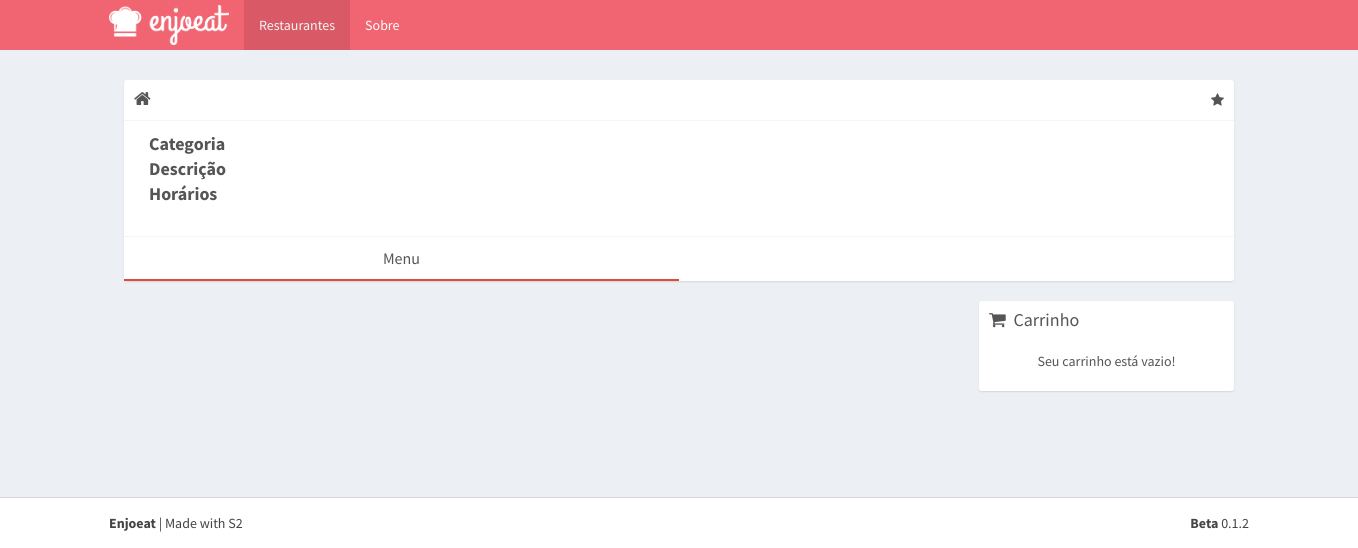 enjoeat Restaurantes Sobre
Categoria
Descrição
Horários
Menu
Carrinho
Seu carrinho está vazio!
Enjoeat | Made with S2 Beta 0.1.2